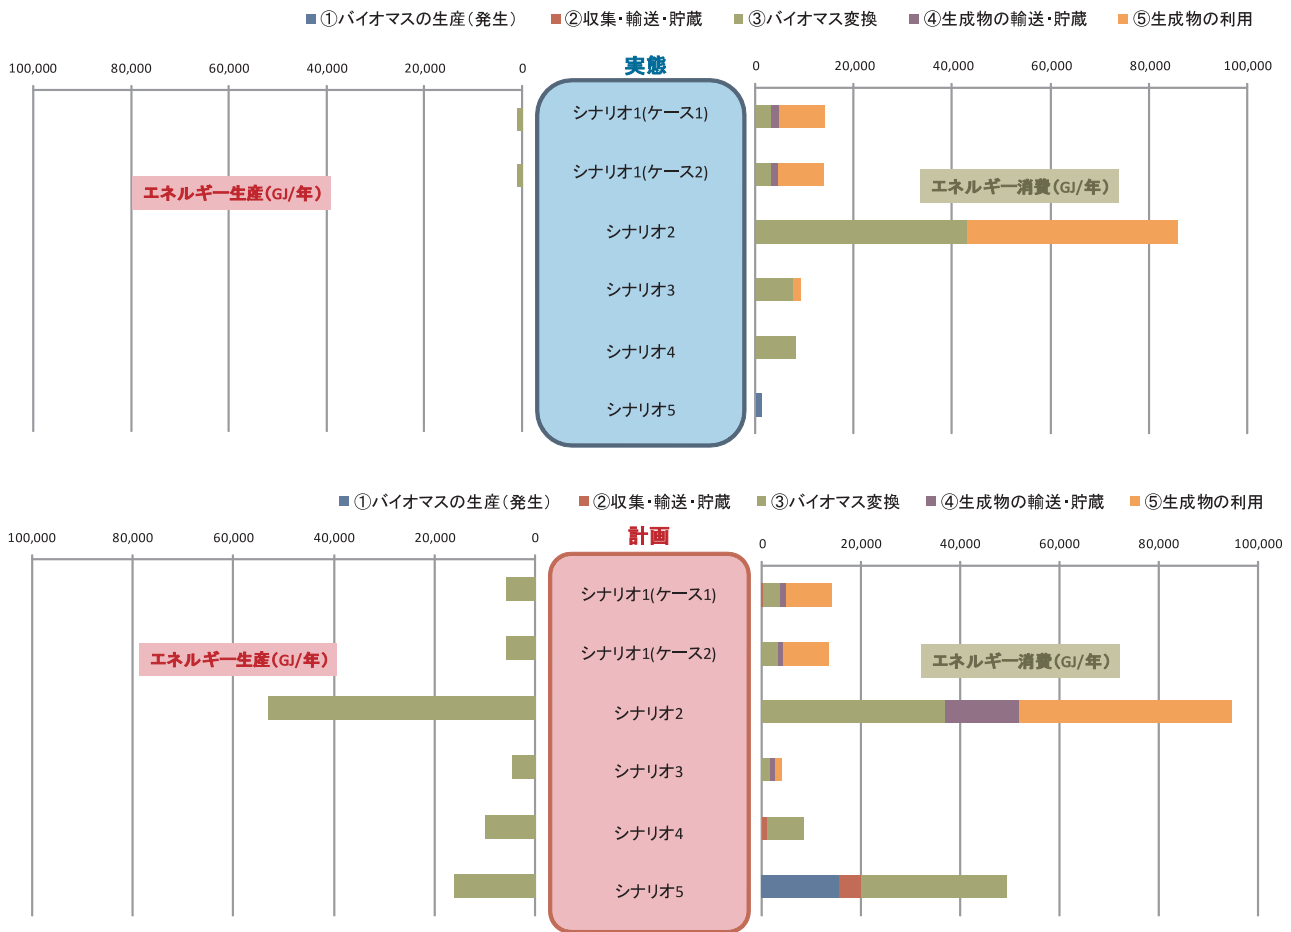 ①バイオマスの生産(発生) ②収集・輸送・貯蔵 ③バイオマス変換 ④生成物の輸送・貯蔵 ⑤生成物の利用
実態
100,000 80,000 60,000 40,000 20,000 0
0 20,000 40,000 60,000 80,000 100,000
シナリオ1(ケース1)
シナリオ1(ケース2)
エネルギー生産(GJ/年)
エネルギー消費(GJ/年)
シナリオ2
シナリオ3
シナリオ4
シナリオ5
①バイオマスの生産(発生) ②収集・輸送・貯蔵 ③バイオマス変換 ④生成物の輸送・貯蔵 ⑤生成物の利用
計画
100,000 80,000 60,000 40,000 20,000 0
0 20,000 40,000 60,000 80,000 100,000
シナリオ1(ケース1)
シナリオ1(ケース2)
エネルギー生産(GJ/年)
エネルギー消費(GJ/年)
シナリオ2
シナリオ3
シナリオ4
シナリオ5